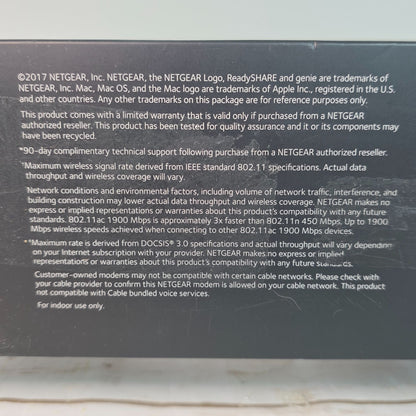 ©2017 NETGEAR, Inc. NETGEAR, the NETGEAR Logo, ReadySHARE and genie are trademarks of
NETGEAR, Inc. Mac, Mac OS, and the Mac logo are trademarks of Apple Inc., registered in the U.S.
and other countries. Any other trademarks on this package are for reference purposes only.
This product comes with a limited warranty that is valid only if purchased from a NETGEAR
authorized reseller. This product has been tested for quality assurance and it or its components may
have been recycled.
*90-day complimentary technical support following purchase from a NETGEAR authorized reseller.
†Maximum wireless signal rate derived from IEEE standard 802.11 specifications. Actual data
throughput and wireless coverage will vary.
Network conditions and environmental factors, including volume of network traffic, interference, and
building construction may lower actual data throughput and wireless coverage. NETGEAR makes no
express or implied representations or warranties about this product's compatibility with any future
standards. 802.11ac 1900 Mbps is approximately 3x faster than 802.11n 450 Mbps. Up to 1900
Mbps wireless speeds achieved when connecting to other 802.11ac 1900 Mbps devices.
Maximum rate is derived from DOCSIS® 3.0 specifications and actual throughput will vary depending
on your Internet subscription with your provider. NETGEAR makes no express or implied
representations or warranties about this product's compatibility with any future standards.
Customer-owned modems may not be compatible with certain cable networks. Please check with
your cable provider to confirm this NETGEAR modem is allowed on your cable network. This product
not compatible with Cable bundled voice services.
For indoor use only.